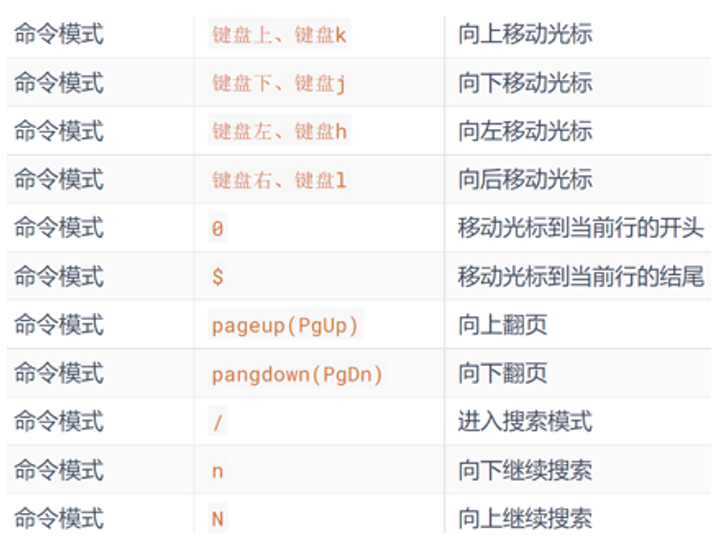 命令模式 键盘上、键盘k 向上移动光标
命令模式 键盘下、键盘j 向下移动光标
命令模式 键盘左、键盘h 向左移动光标
命令模式 键盘右、键盘l 向后移动光标
命令模式 0 移动光标到当前行的开头
命令模式 $ 移动光标到当前行的结尾
命令模式 pageup(PgUp) 向上翻页
命令模式 pangdown(PgDn) 向下翻页
命令模式 / 进入搜索模式
命令模式 n 向下继续搜索
命令模式 N 向上继续搜索